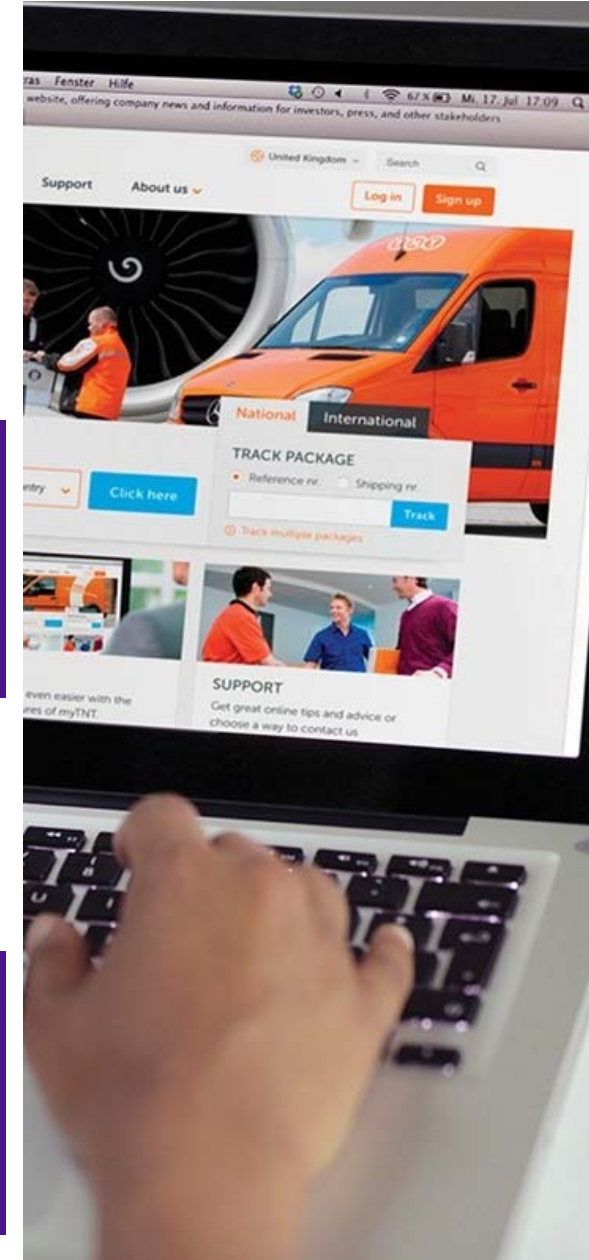 ras Fenster Hilfe 67 % Mi. 17. Jul 17:09
website, offering company news and information for investors, press, and other stakeholders
United Kingdom Search
Support About us Log in Sign up
TNT
National International
TRACK PACKAGE
Reference nr. Shipping nr.
ntry Click here
Track
Track multiple packages
even easier with the
res of myTNT.
SUPPORT
Get great online tips and advice or
choose a way to contact us
U